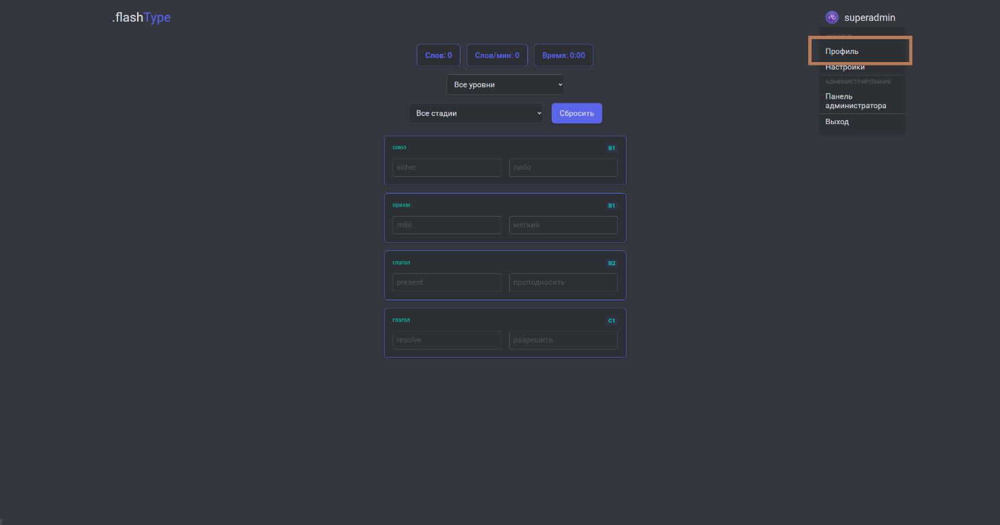 .flashType
superadmin
Профиль
Настройки
АДМИНИСТРИРОВАНИЕ
Панель
администратора
Выход
Слов: 0
Слов/мин: 0
Время: 0:00
Все уровни
Все стадии
Сбросить
союз
B1
either
либо
прилаг.
B1
mild
мягкий
глагол
B2
present
преподносить
глагол
C1
resolve
разрешить